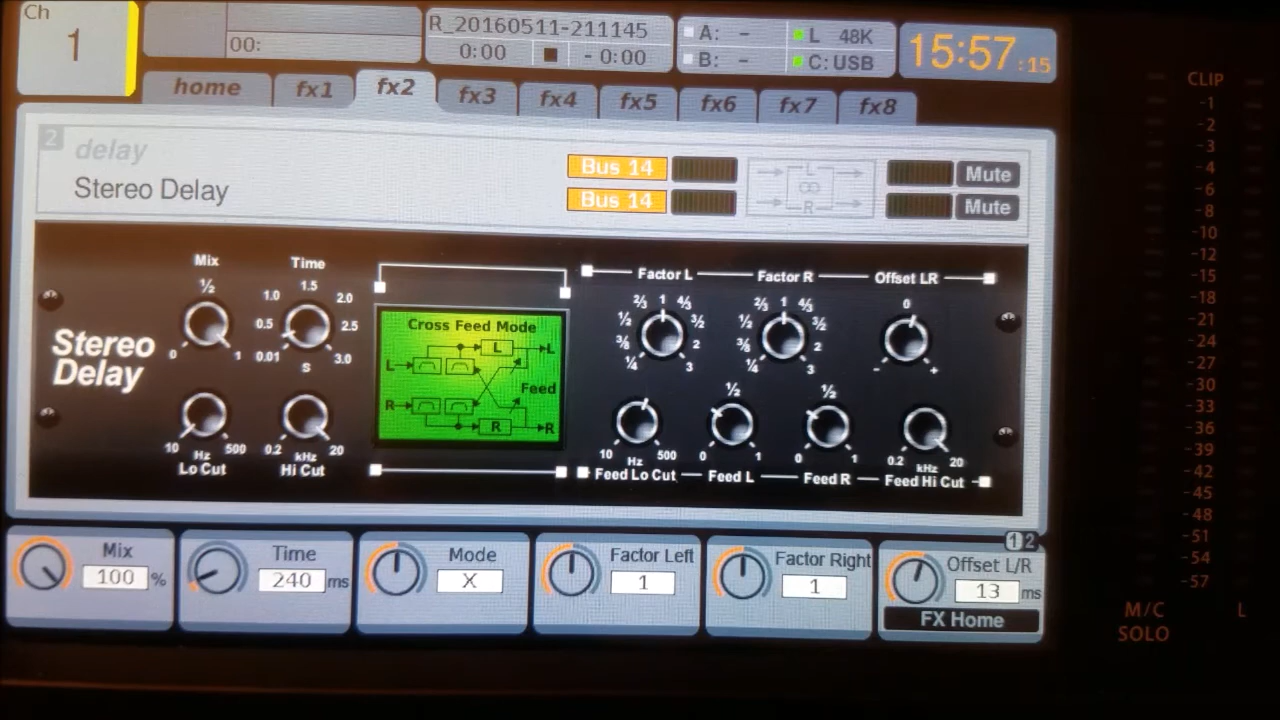 Ch
1
00:
R_20160511-211145
0:00 - 0:00
A: - L 48K
B: - C: USB
15:57:15
home fx1 fx2 fx3 fx4 fx5 fx6 fx7 fx8
2 delay
Stereo Delay
Bus 14 L Mute
Bus 14 R Mute
Stereo
Delay
Mix
½
0 1
Time
0.01 0.5 1.0 1.5 2.0 2.5 3.0
s
10 Hz 500
Lo Cut
0.2 kHz 20
Hi Cut
Cross Feed Mode
L L L
Feed
R R R
Factor L Factor R Offset LR
¼ ⅜ ½ ⅔ 1 4/3 3/2 2 3
¼ ⅜ ½ ⅔ 1 4/3 3/2 2 3
- 0 +
10 Hz 500
0 ½ 1
0 ½ 1
0.2 kHz 20
Feed Lo Cut Feed L Feed R Feed Hi Cut
1 2
Mix
100 %
Time
240 ms
Mode
X
Factor Left
1
Factor Right
1
Offset L/R
13 ms
FX Home
CLIP
-1
-2
-3
-4
-6
-8
-10
-12
-15
-18
-21
-24
-27
-30
-33
-36
-39
-42
-45
-48
-51
-54
-57
M/C L
SOLO